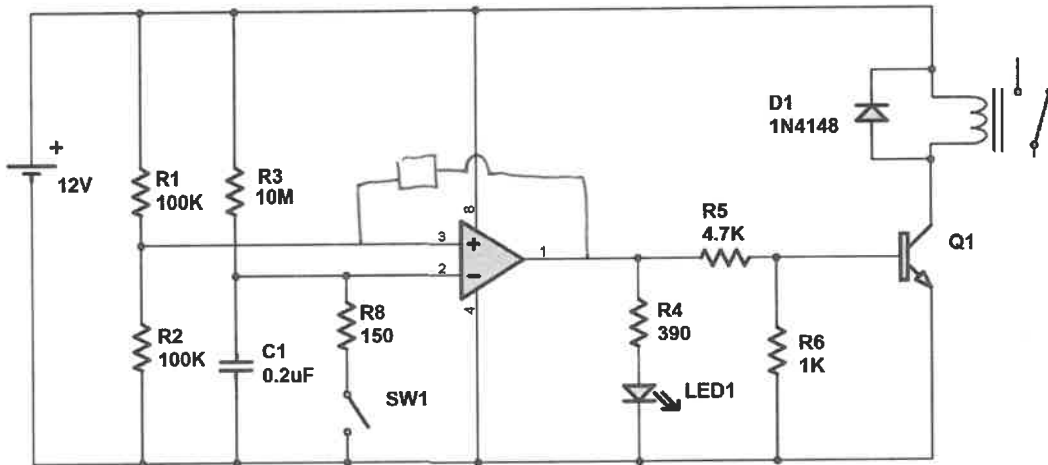 D1
1N4148
+
12V
R1
100K
R3
10M
8
R5
4.7K
3
+
1
Q1
2
−
4
R8
150
R4
390
R2
100K
C1
0.2uF
R6
1K
SW1
LED1